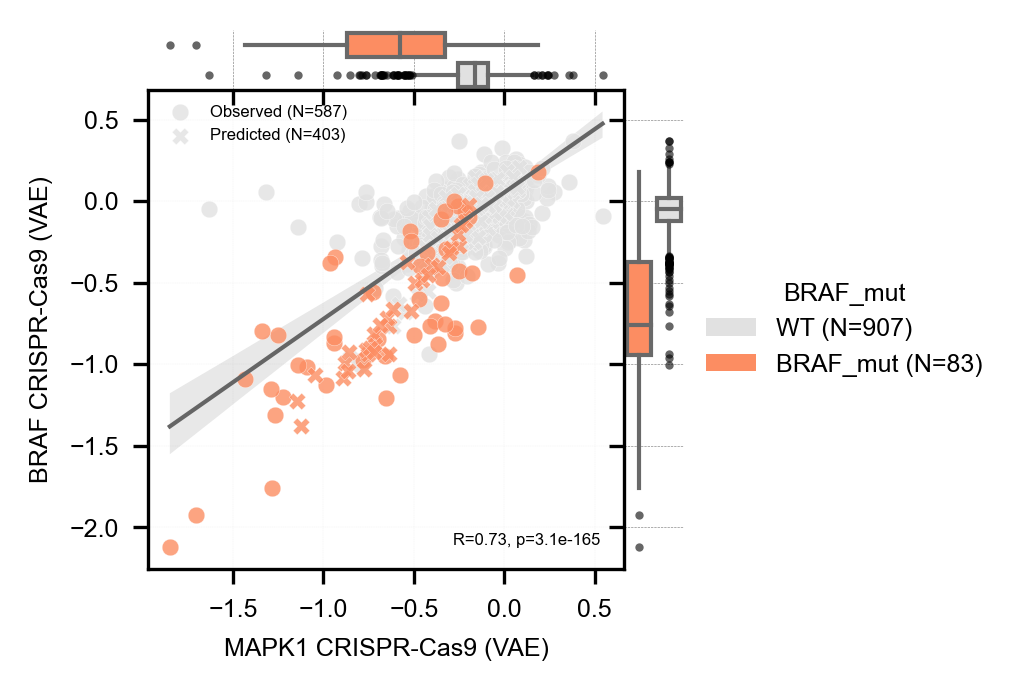 Observed (N=587)
Predicted (N=403)
0.5
0.0
−0.5
−1.0
−1.5
−2.0
BRAF CRISPR-Cas9 (VAE)
R=0.73, p=3.1e-165
−1.5
−1.0
−0.5
0.0
0.5
MAPK1 CRISPR-Cas9 (VAE)
BRAF_mut
WT (N=907)
BRAF_mut (N=83)